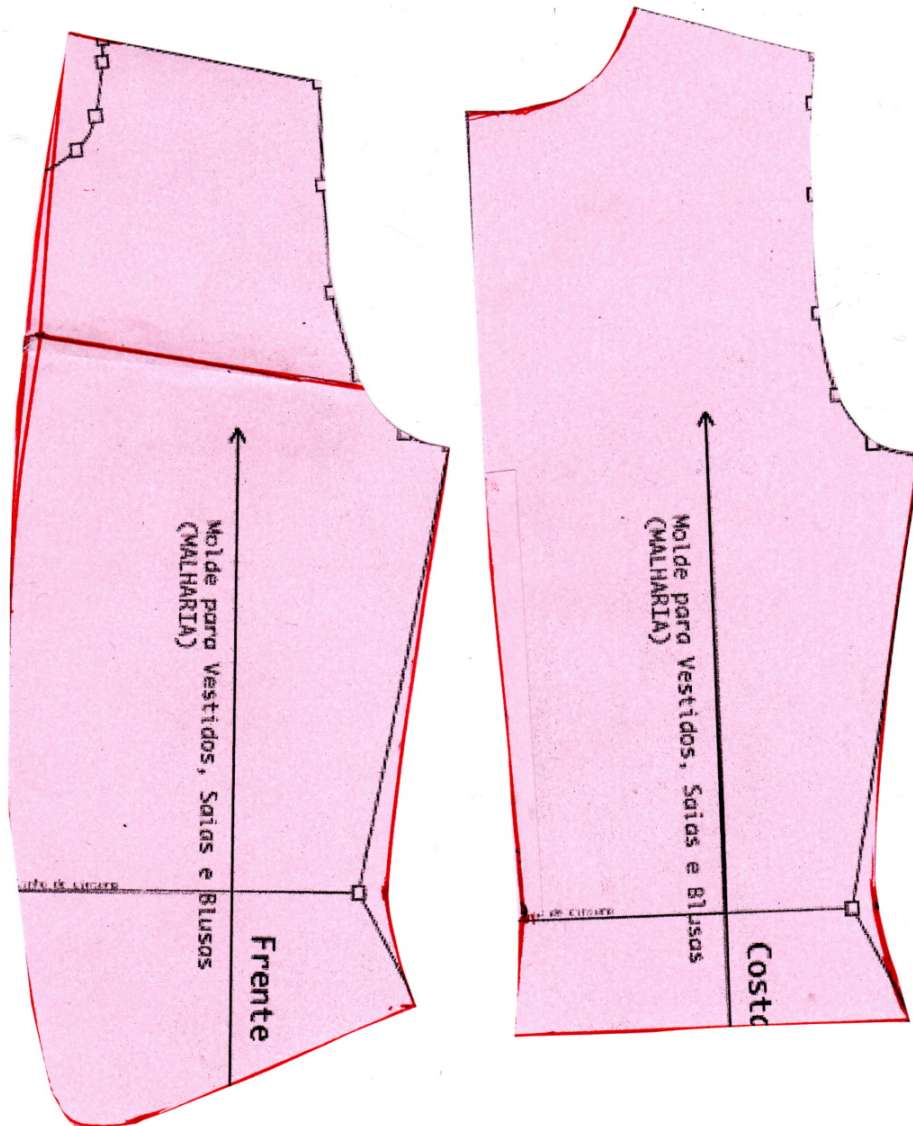 Molde para Vestidos, Saias e Blusas
(MALHARIA)
Frente
Molde para Vestidos, Saias e Blusas
(MALHARIA)
Costa